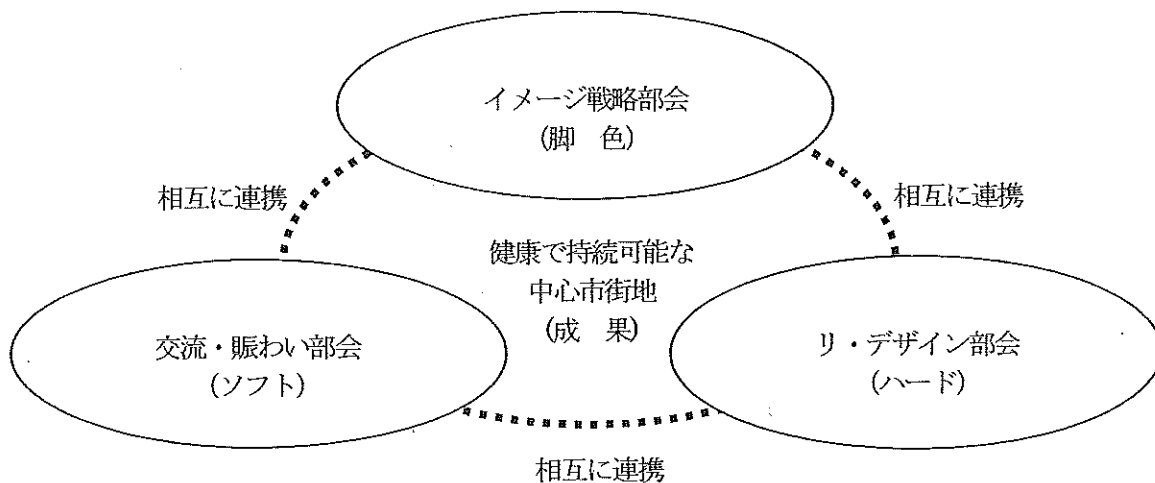 イメージ戦略部会
(脚　色)
相互に連携
相互に連携
健康で持続可能な
中心市街地
(成　果)
交流・賑わい部会
(ソフト)
リ・デザイン部会
(ハード)
相互に連携